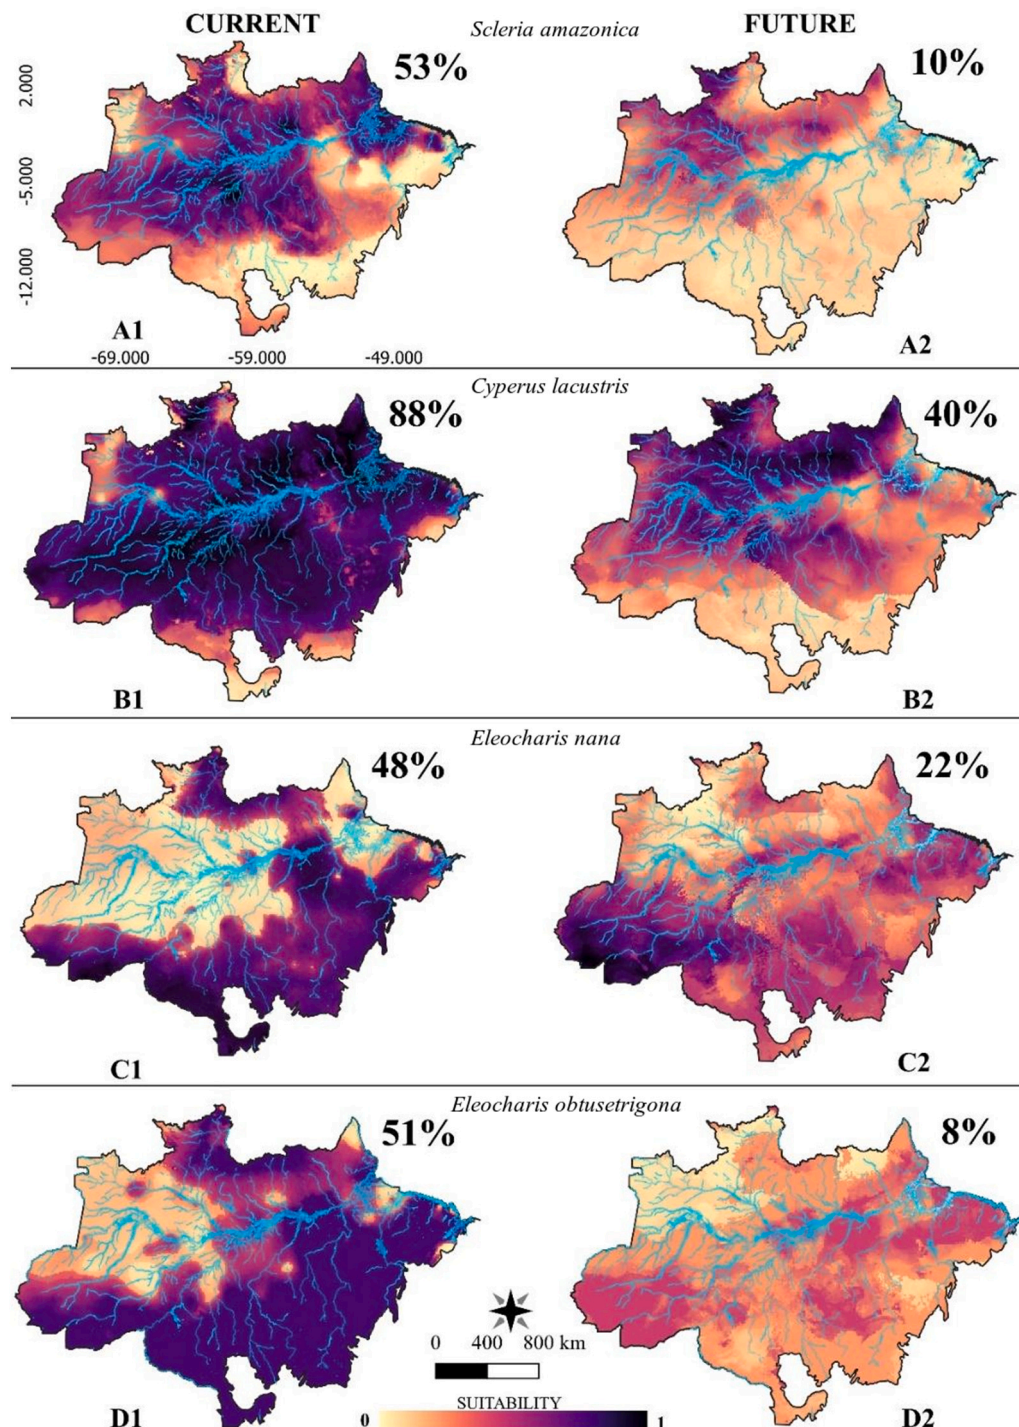 CURRENT
Scleria amazonica
FUTURE
53%
10%
2.000
-5.000
-12.000
A1
A2
-69.000
-59.000
-49.000
Cyperus lacustris
88%
40%
B1
B2
Eleocharis nana
48%
22%
C1
C2
Eleocharis obtusetrigona
51%
8%
0 400 800 km
SUITABILITY
0 1
D1
D2